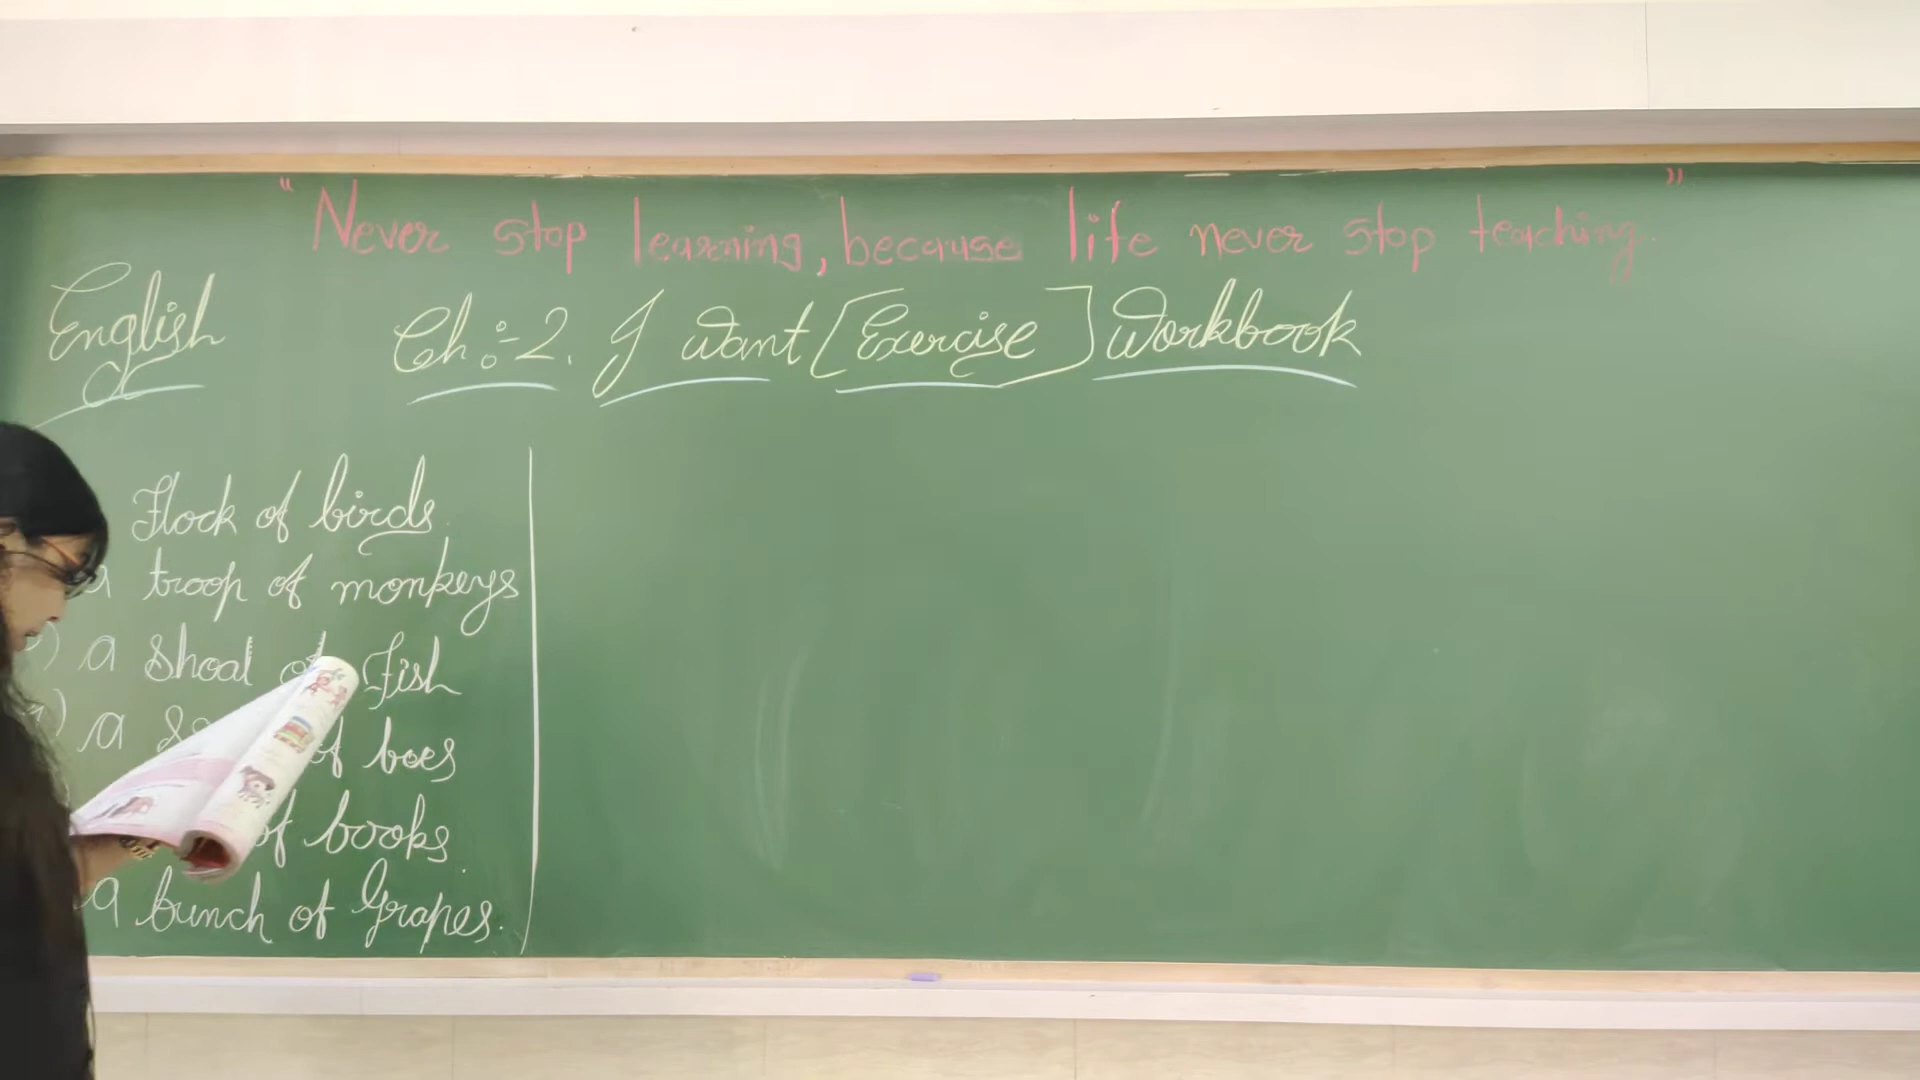 "Never stop learning, because life never stop teaching."
English
Ch:-2. I want [Exercise] Workbook
Flock of birds.
a troop of monkeys
a shoal of Fish
a of bees
of books.
a bunch of Grapes.